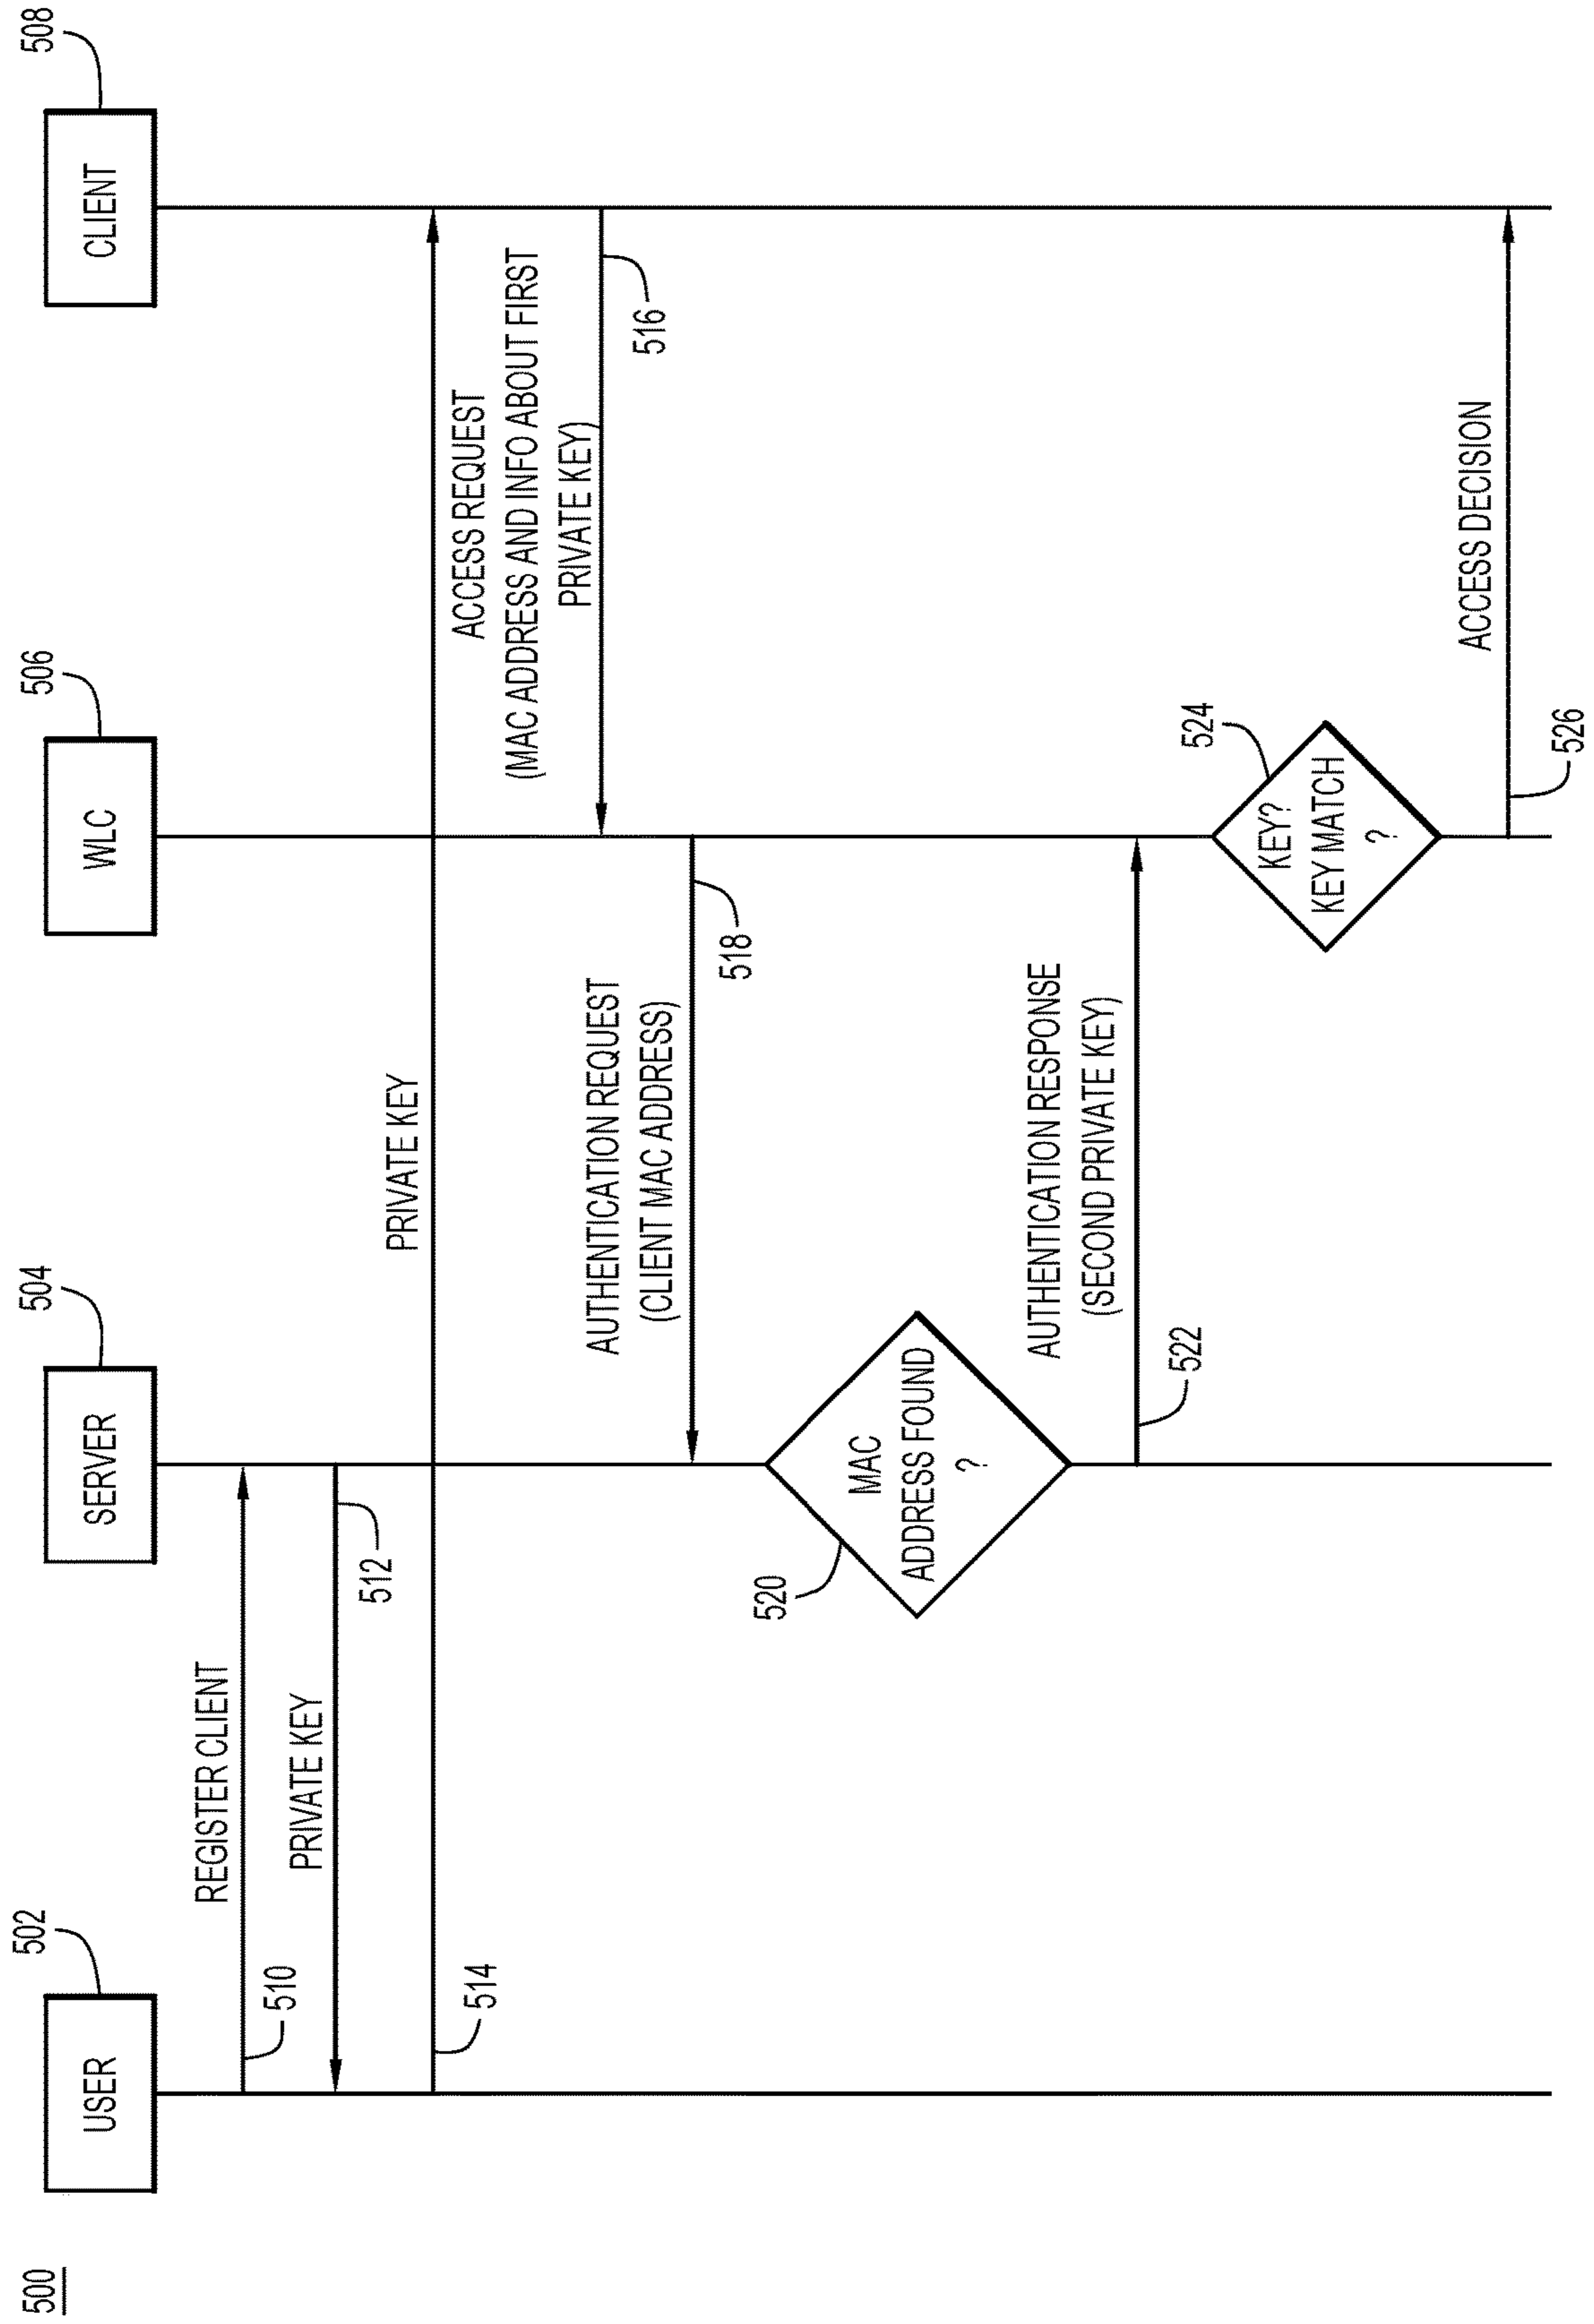 500
502
USER
504
SERVER
506
WLC
508
CLIENT
REGISTER CLIENT
510
PRIVATE KEY
512
PRIVATE KEY
514
ACCESS REQUEST
(MAC ADDRESS AND INFO ABOUT FIRST
PRIVATE KEY)
516
AUTHENTICATION REQUEST
(CLIENT MAC ADDRESS)
518
MAC
ADDRESS FOUND
?
520
AUTHENTICATION RESPONSE
(SECOND PRIVATE KEY)
522
KEY?
KEY MATCH
?
524
ACCESS DECISION
526